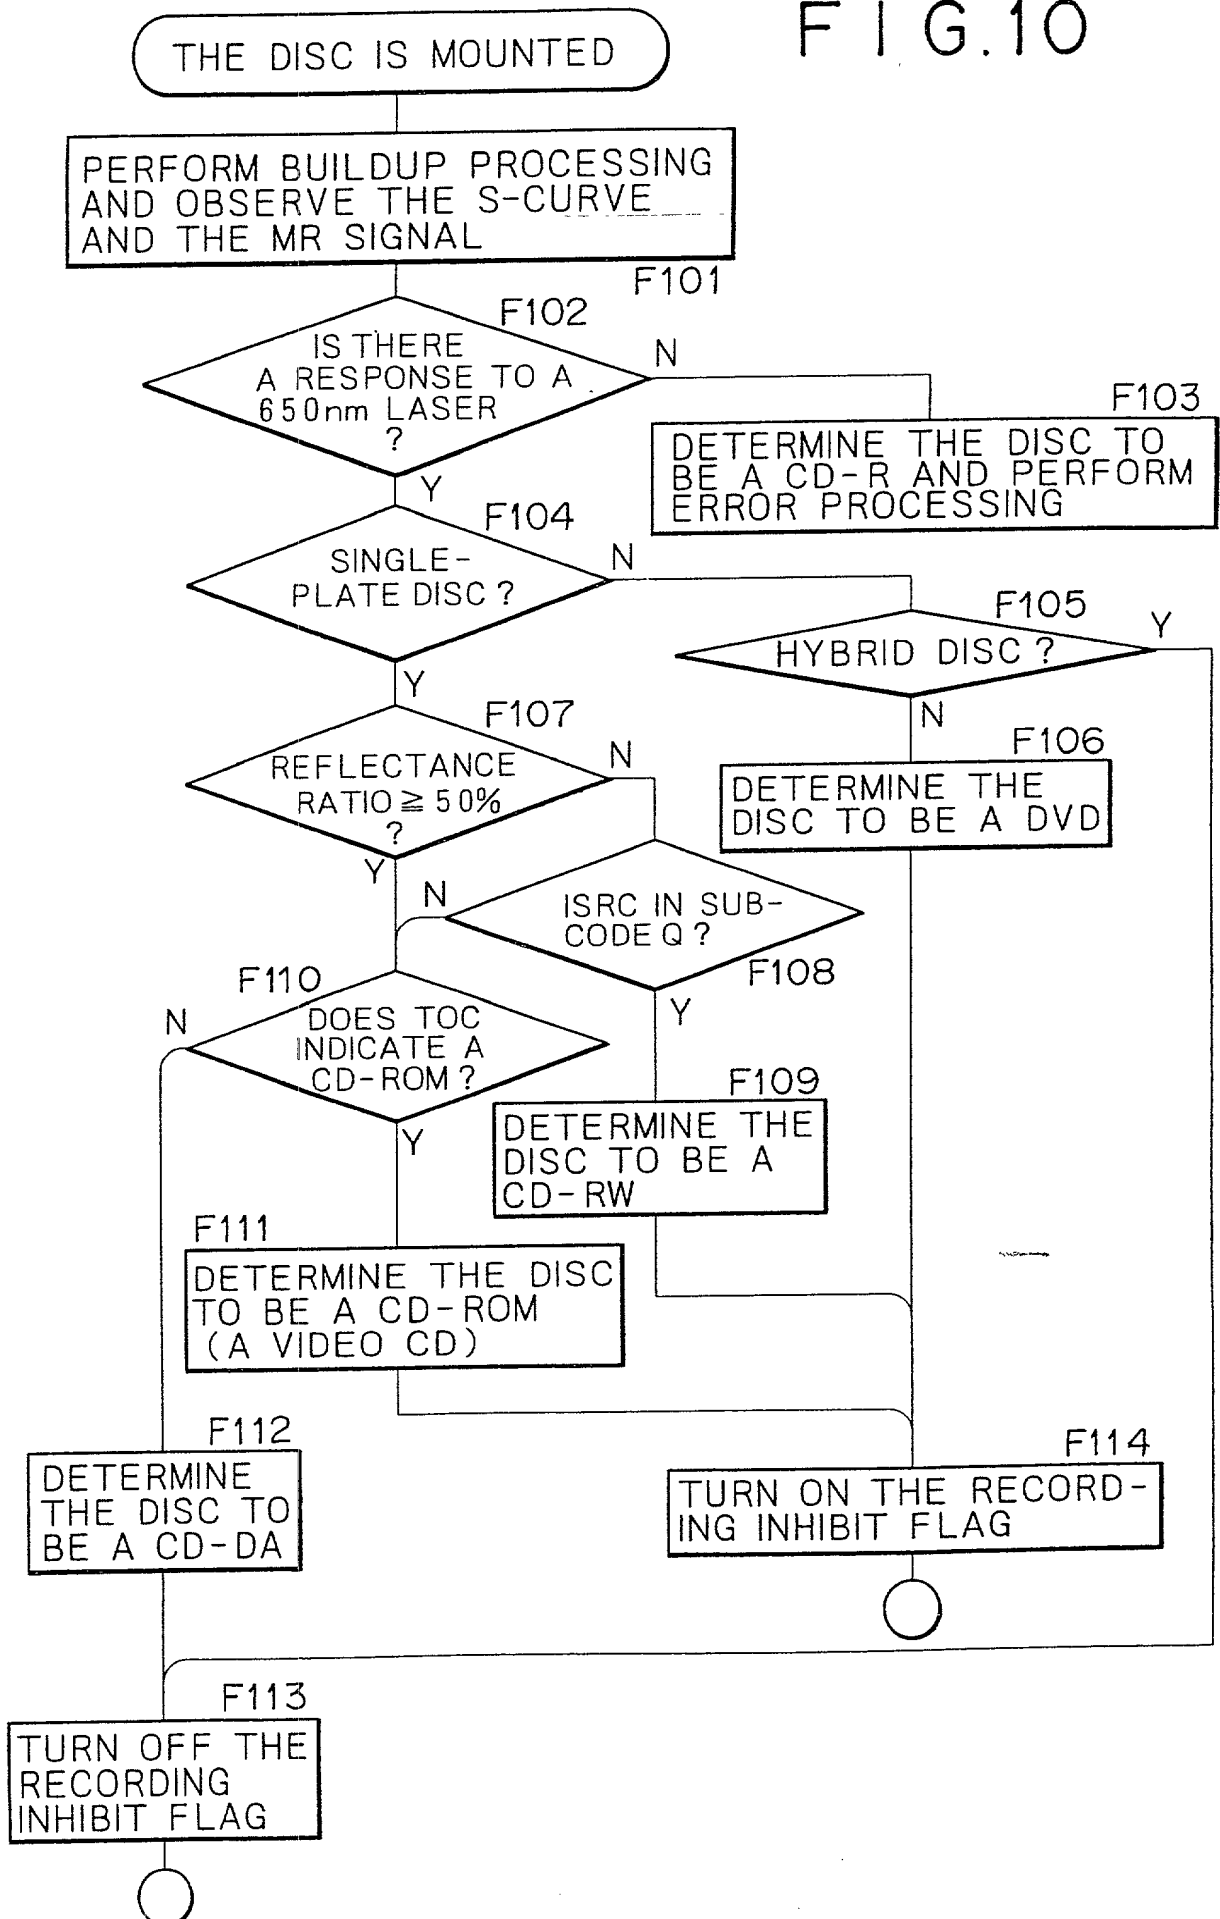 FIG.10
THE DISC IS MOUNTED
PERFORM BUILDUP PROCESSING
AND OBSERVE THE S-CURVE
AND THE MR SIGNAL
F101
F102
IS THERE
A RESPONSE TO A
650nm LASER
?
N
Y
F103
DETERMINE THE DISC TO
BE A CD-R AND PERFORM
ERROR PROCESSING
F104
SINGLE-
PLATE DISC?
N
Y
F105
HYBRID DISC?
Y
N
F106
DETERMINE THE
DISC TO BE A DVD
F107
REFLECTANCE
RATIO ≧ 50%
?
N
Y
ISRC IN SUB-
CODE Q?
F108
N
Y
F110
DOES TOC
INDICATE A
CD-ROM?
N
Y
F109
DETERMINE THE
DISC TO BE A
CD-RW
F111
DETERMINE THE DISC
TO BE A CD-ROM
(A VIDEO CD)
F112
DETERMINE
THE DISC TO
BE A CD-DA
F114
TURN ON THE RECORD-
ING INHIBIT FLAG
F113
TURN OFF THE
RECORDING
INHIBIT FLAG